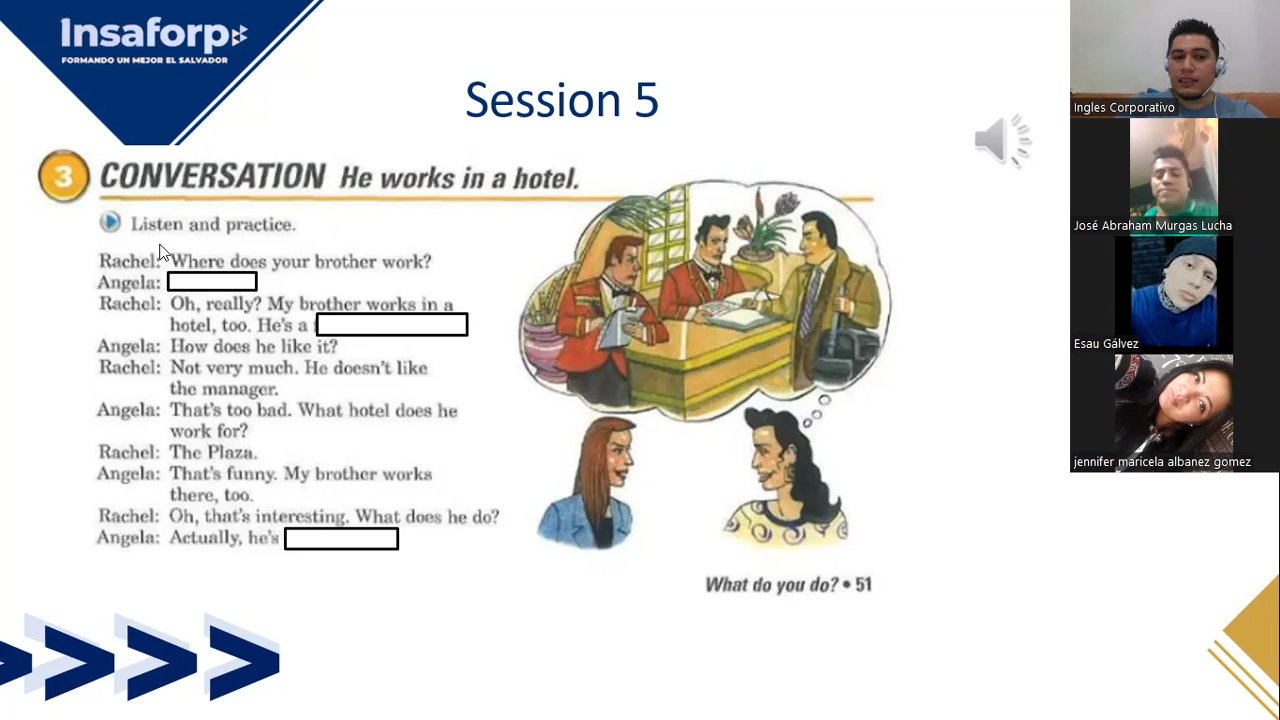 Insaforp
FORMANDO UN MEJOR EL SALVADOR
Session 5
3 CONVERSATION He works in a hotel.
Listen and practice.
Rachel: Where does your brother work?
Angela:
Rachel: Oh, really? My brother works in a
hotel, too. He's a
Angela: How does he like it?
Rachel: Not very much. He doesn't like
the manager.
Angela: That's too bad. What hotel does he
work for?
Rachel: The Plaza.
Angela: That's funny. My brother works
there, too.
Rachel: Oh, that's interesting. What does he do?
Angela: Actually, he's
What do you do? • 51
Ingles Corporativo
José Abraham Murgas Lucha
Esau Gálvez
jennifer maricela albanez gomez